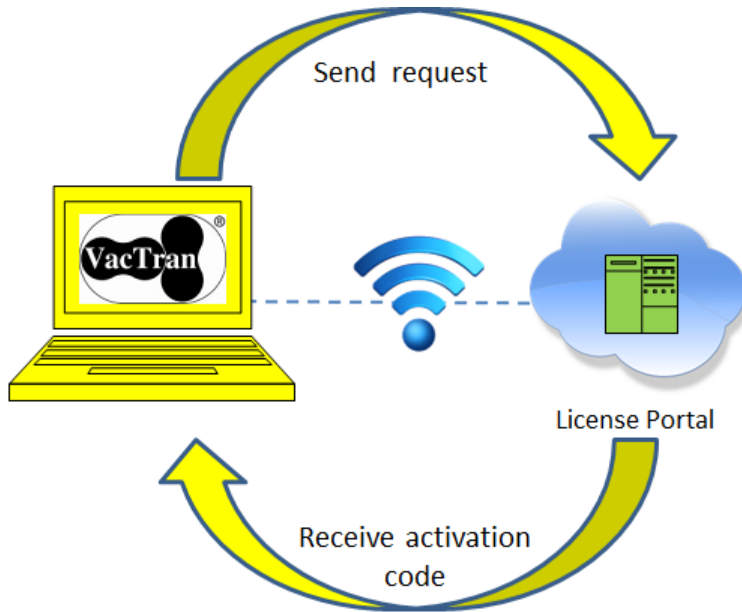 Send request
VacTran®
License Portal
Receive activation
code